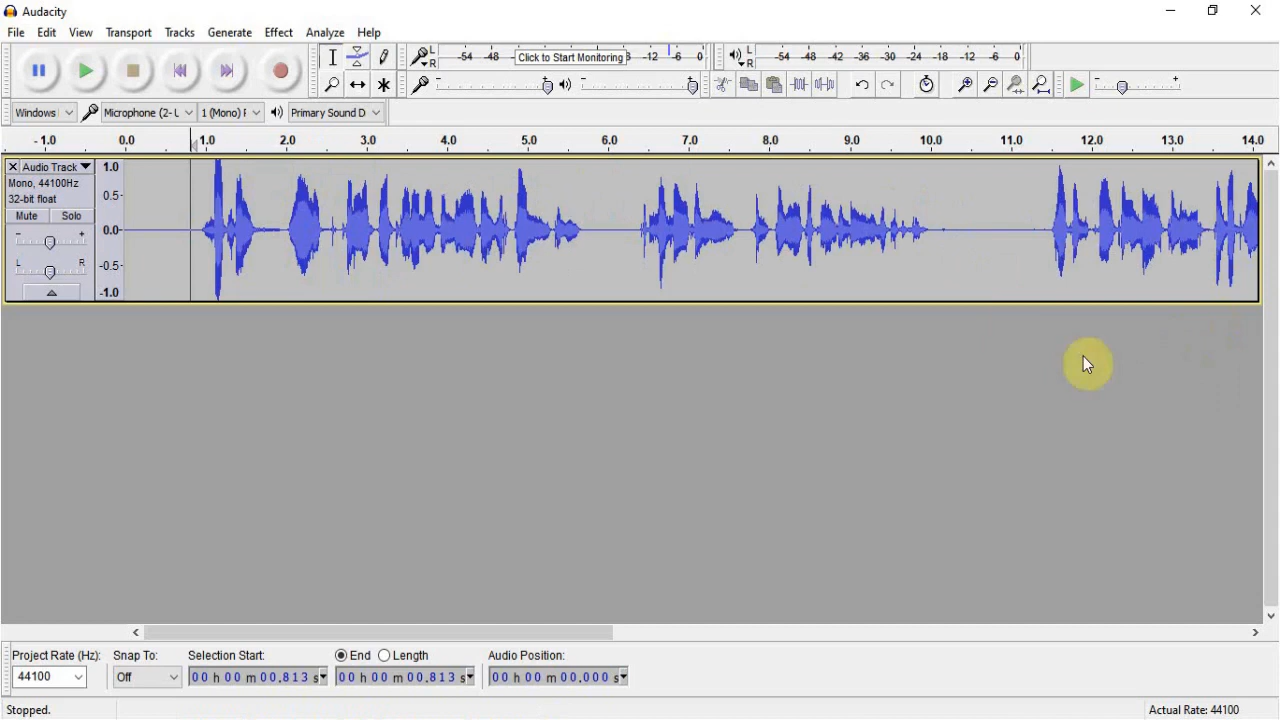 Audacity
File Edit View Transport Tracks Generate Effect Analyze Help
L R -54 -48 Click to Start Monitoring 8 -12 -6 0 L R -54 -48 -42 -36 -30 -24 -18 -12 -6 0
- + - + - +
Windows Microphone (2- U 1 (Mono) F Primary Sound D
-1.0 0.0 1.0 2.0 3.0 4.0 5.0 6.0 7.0 8.0 9.0 10.0 11.0 12.0 13.0 14.0
X Audio Track 1.0
Mono, 44100Hz
32-bit float 0.5
Mute Solo
- + 0.0
L R -0.5
-1.0
Project Rate (Hz): Snap To: Selection Start: End Length Audio Position:
44100 Off 00 h 00 m 00.813 s 00 h 00 m 00.813 s 00 h 00 m 00.000 s
Stopped. Actual Rate: 44100